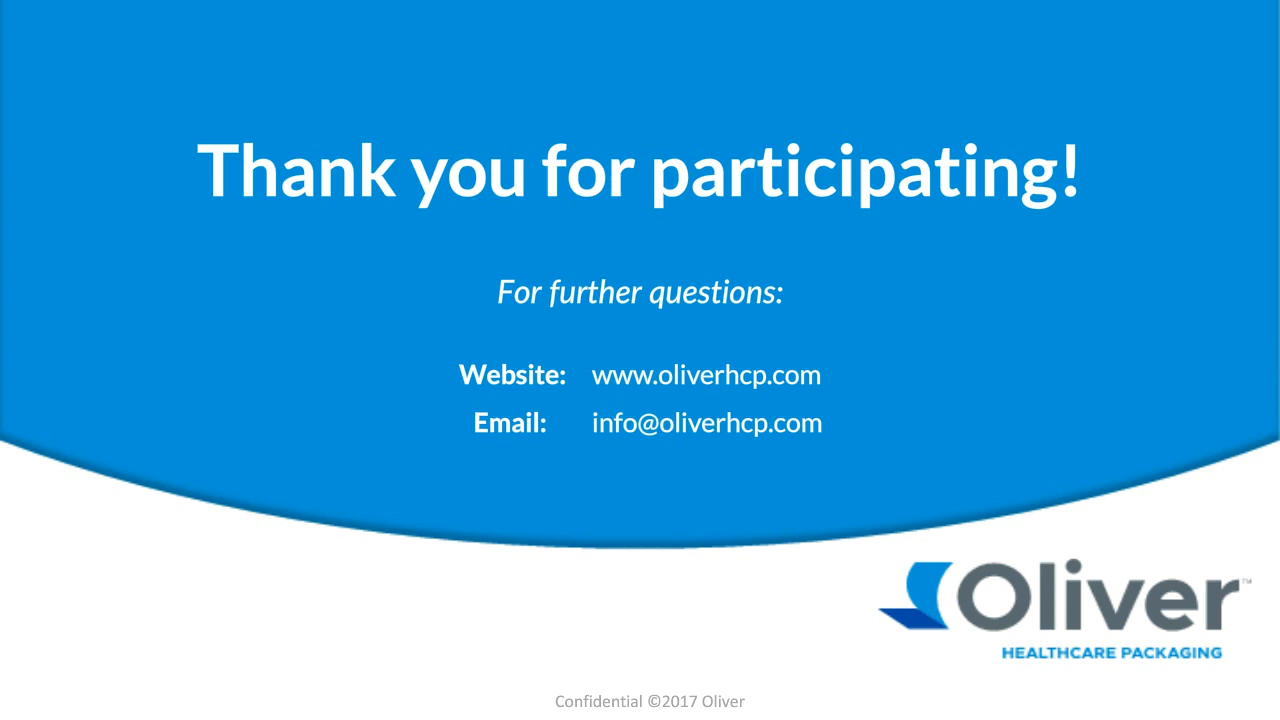 Thank you for participating!
For further questions:
Website: www.oliverhcp.com
Email: info@oliverhcp.com
Oliver™
HEALTHCARE PACKAGING
Confidential ©2017 Oliver